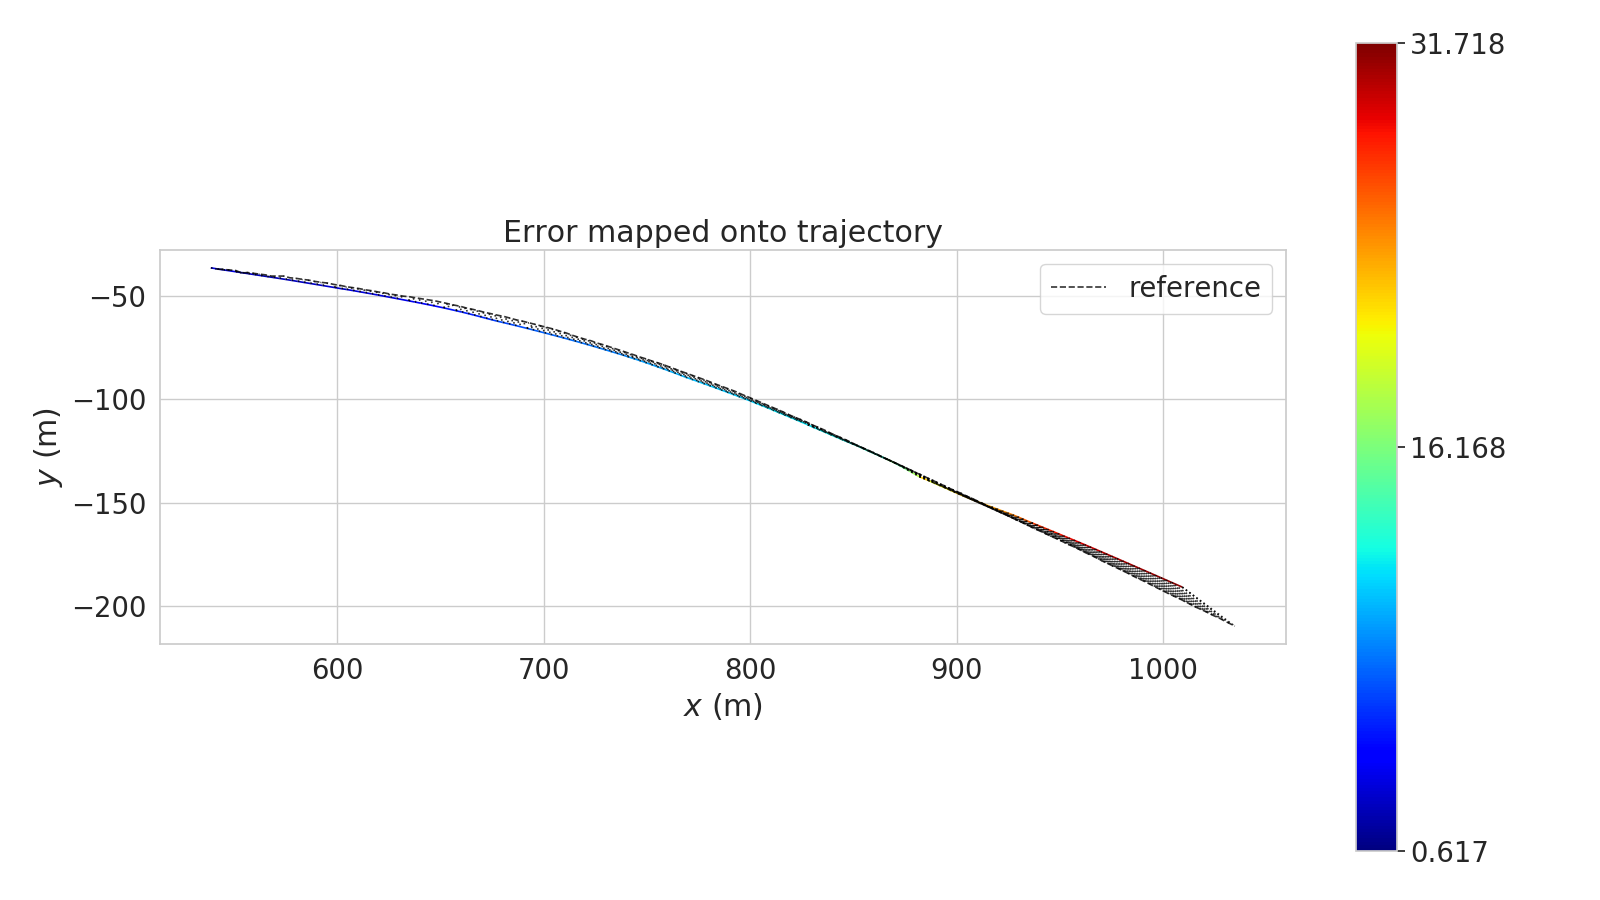 Error mapped onto trajectory
reference
−50
−100
−150
−200
y (m)
600 700 800 900 1000
x (m)
31.718
16.168
0.617